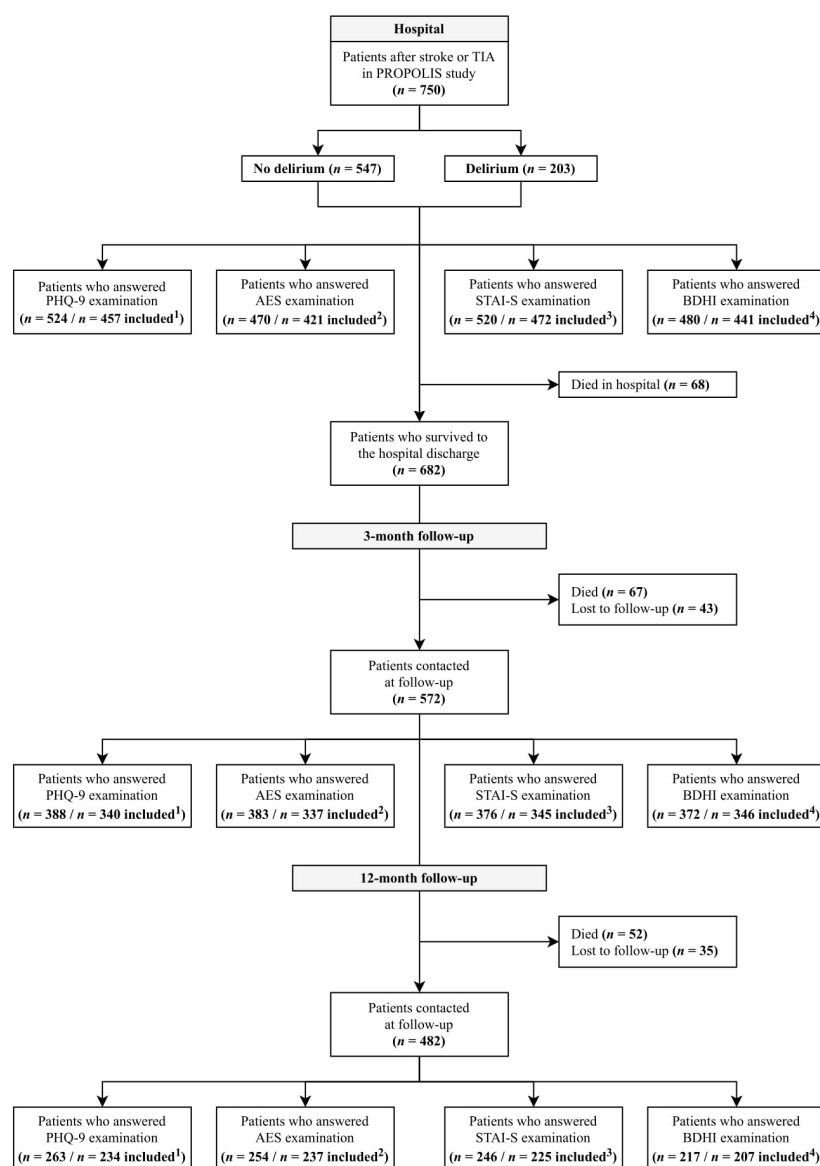 Hospital
Patients after stroke or TIA
in PROPOLIS study
(n = 750)
No delirium (n = 547)
Delirium (n = 203)
Patients who answered
PHQ-9 examination
(n = 524 / n = 457 included¹)
Patients who answered
AES examination
(n = 470 / n = 421 included²)
Patients who answered
STAI-S examination
(n = 520 / n = 472 included³)
Patients who answered
BDHI examination
(n = 480 / n = 441 included⁴)
Died in hospital (n = 68)
Patients who survived to
the hospital discharge
(n = 682)
3-month follow-up
Died (n = 67)
Lost to follow-up (n = 43)
Patients contacted
at follow-up
(n = 572)
Patients who answered
PHQ-9 examination
(n = 388 / n = 340 included¹)
Patients who answered
AES examination
(n = 383 / n = 337 included²)
Patients who answered
STAI-S examination
(n = 376 / n = 345 included³)
Patients who answered
BDHI examination
(n = 372 / n = 346 included⁴)
12-month follow-up
Died (n = 52)
Lost to follow-up (n = 35)
Patients contacted
at follow-up
(n = 482)
Patients who answered
PHQ-9 examination
(n = 263 / n = 234 included¹)
Patients who answered
AES examination
(n = 254 / n = 237 included²)
Patients who answered
STAI-S examination
(n = 246 / n = 225 included³)
Patients who answered
BDHI examination
(n = 217 / n = 207 included⁴)